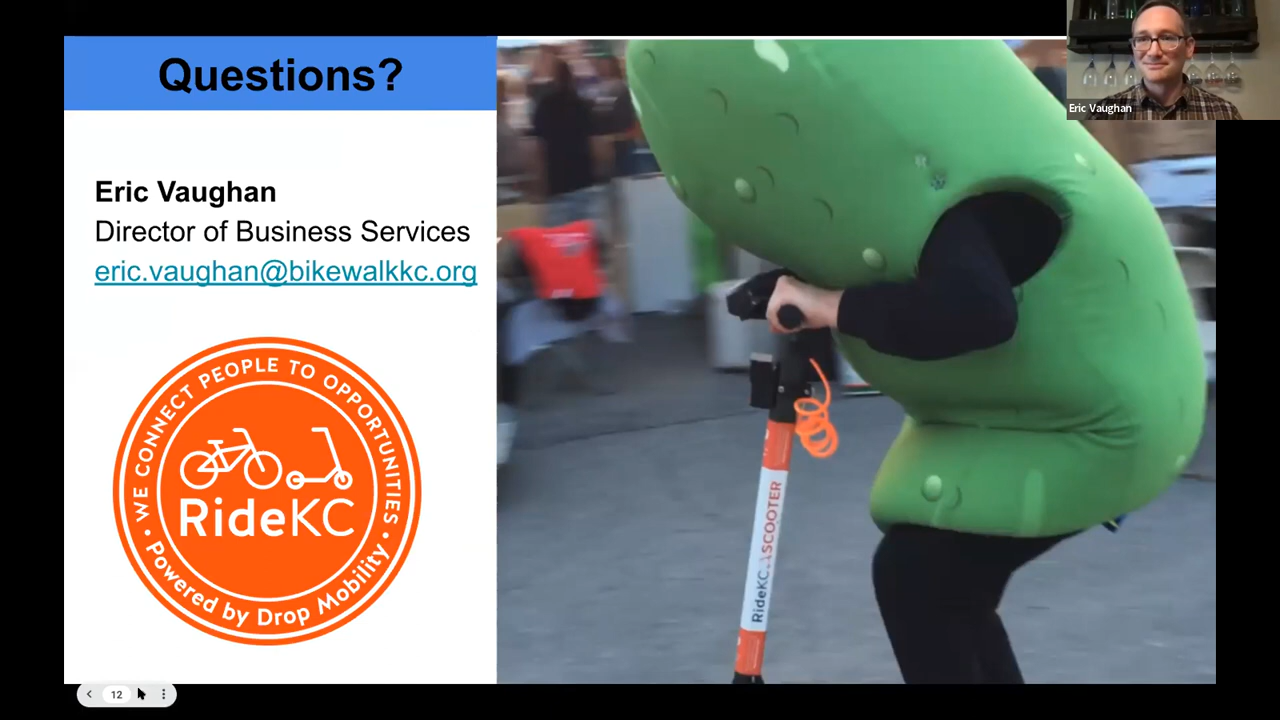 Questions?
Eric Vaughan
Eric Vaughan
Director of Business Services
eric.vaughan@bikewalkkc.org
WE CONNECT PEOPLE TO OPPORTUNITIES
RideKC
• Powered by Drop Mobility •
RideKC SCOOTER
12